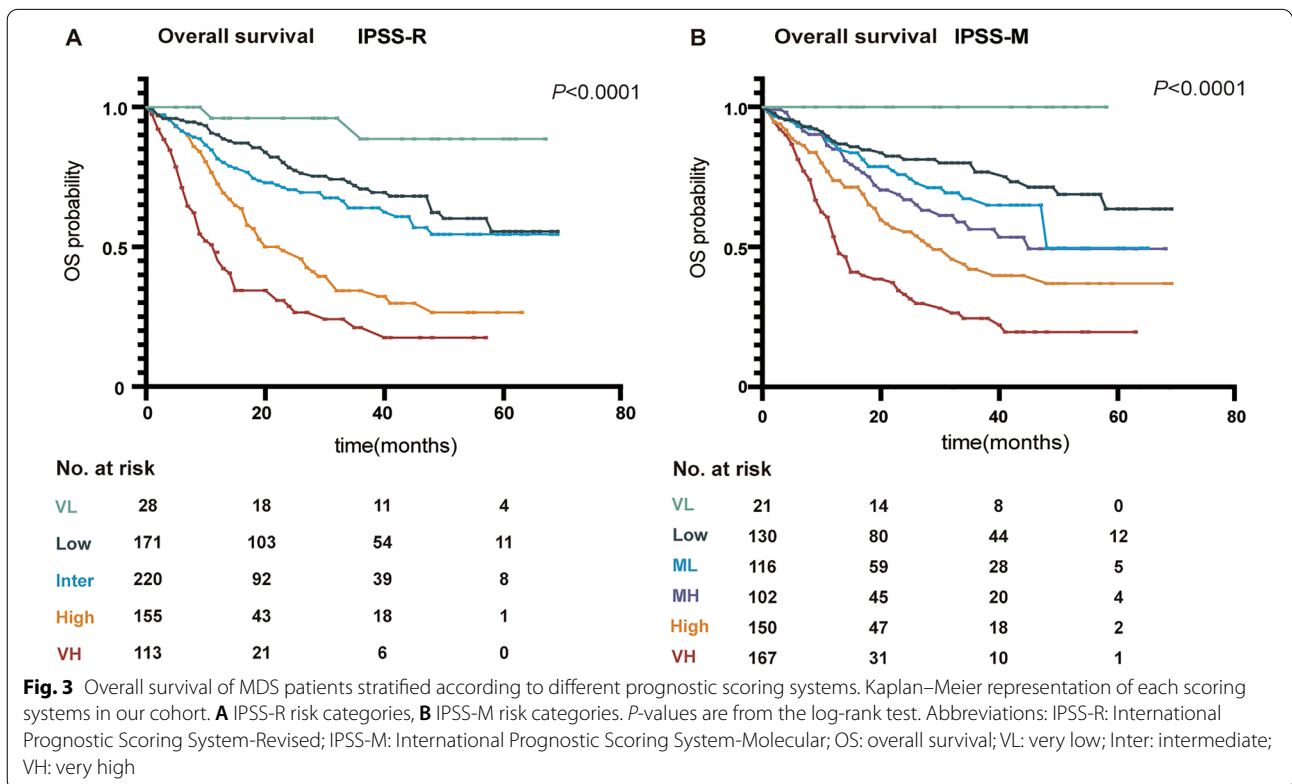 A Overall survival IPSS-R
P<0.0001
OS probability
1.0
0.5
0
0 20 40 60 80
time(months)
No. at risk
VL 28 18 11 4
Low 171 103 54 11
Inter 220 92 39 8
High 155 43 18 1
VH 113 21 6 0
B Overall survival IPSS-M
P<0.0001
OS probability
1.0
0.5
0
0 20 40 60 80
time(months)
No. at risk
VL 21 14 8 0
Low 130 80 44 12
ML 116 59 28 5
MH 102 45 20 4
High 150 47 18 2
VH 167 31 10 1
Fig. 3 Overall survival of MDS patients stratified according to different prognostic scoring systems. Kaplan–Meier representation of each scoring
systems in our cohort. A IPSS-R risk categories, B IPSS-M risk categories. P-values are from the log-rank test. Abbreviations: IPSS-R: International
Prognostic Scoring System-Revised; IPSS-M: International Prognostic Scoring System-Molecular; OS: overall survival; VL: very low; Inter: intermediate;
VH: very high